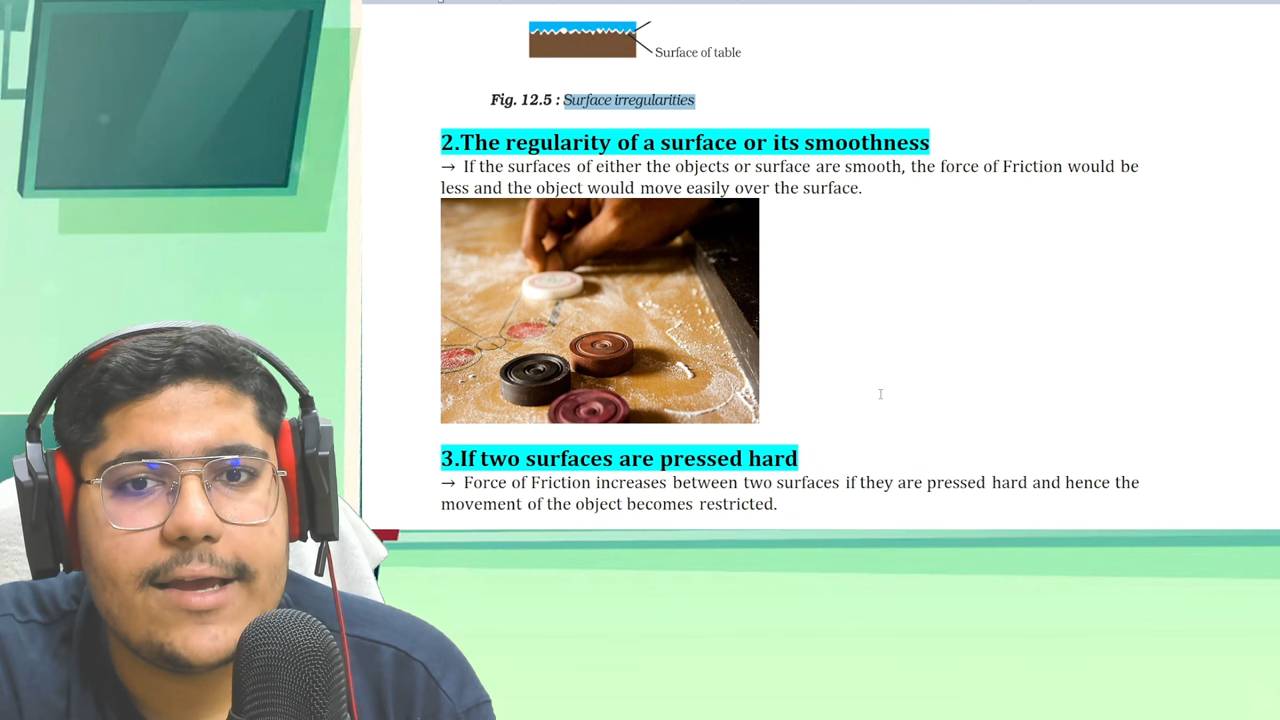 Surface of table
Fig. 12.5 : Surface irregularities
2.The regularity of a surface or its smoothness
→ If the surfaces of either the objects or surface are smooth, the force of Friction would be
less and the object would move easily over the surface.
3.If two surfaces are pressed hard
→ Force of Friction increases between two surfaces if they are pressed hard and hence the
movement of the object becomes restricted.